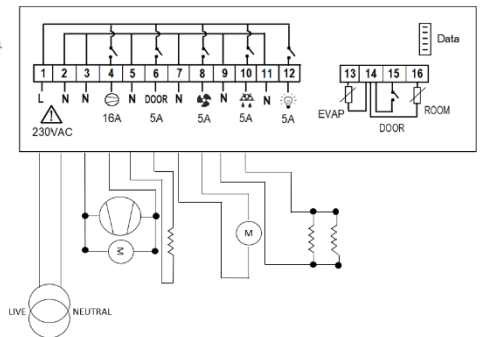 Data
1 2 3 4 5 6 7 8 9 10 11 12
13 14 15 16
L N N N DOOR N N N
230VAC 16A 5A 5A 5A 5A
EVAP DOOR ROOM
M M
LIVE NEUTRAL